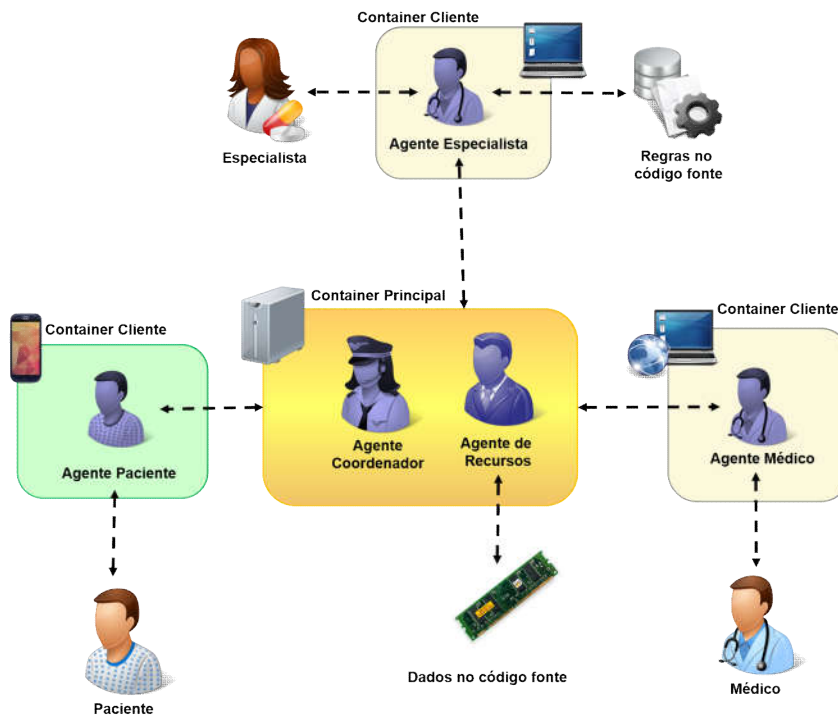 Container Cliente
Agente Especialista
Especialista
Regras no
código fonte
Container Principal
Container Cliente
Container Cliente
Agente
Coordenador
Agente de
Recursos
Agente Paciente
Agente Médico
Dados no código fonte
Paciente
Médico